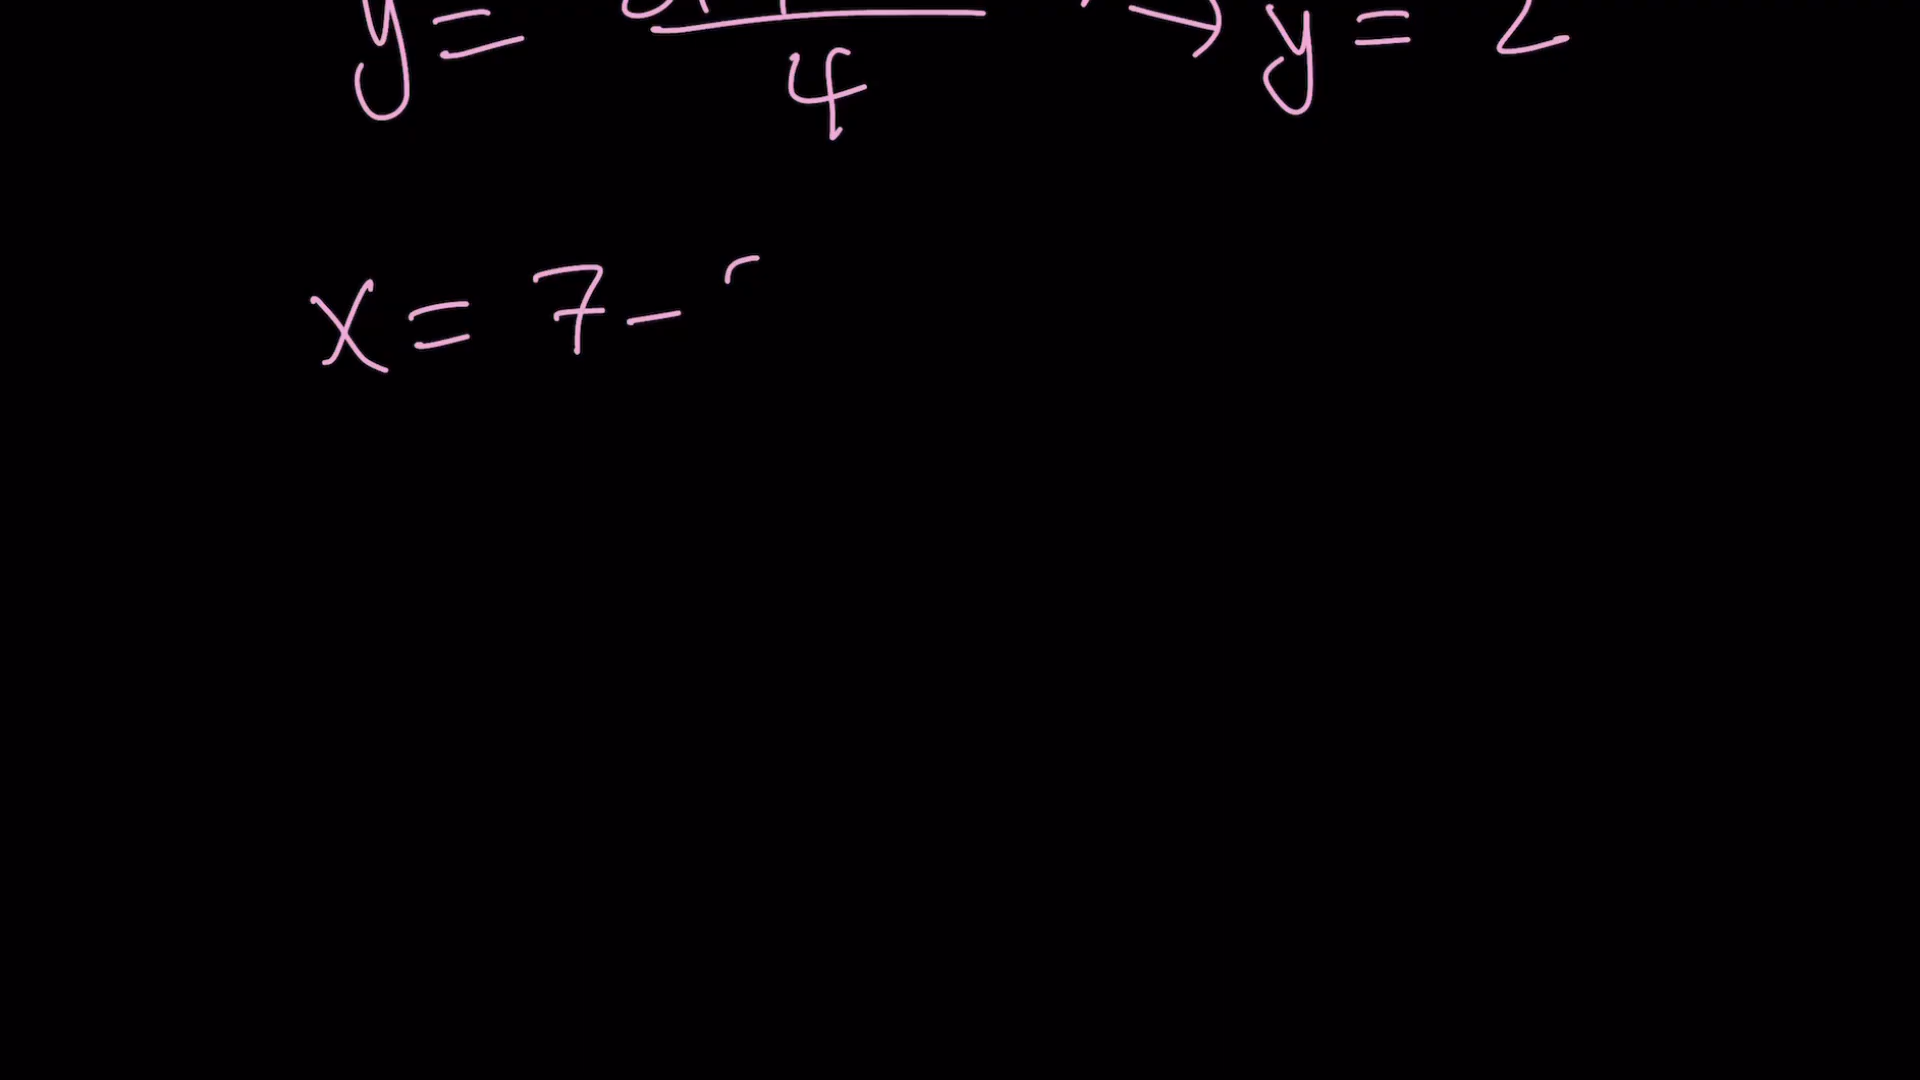 y = 4 → y = 2
x = 7 -